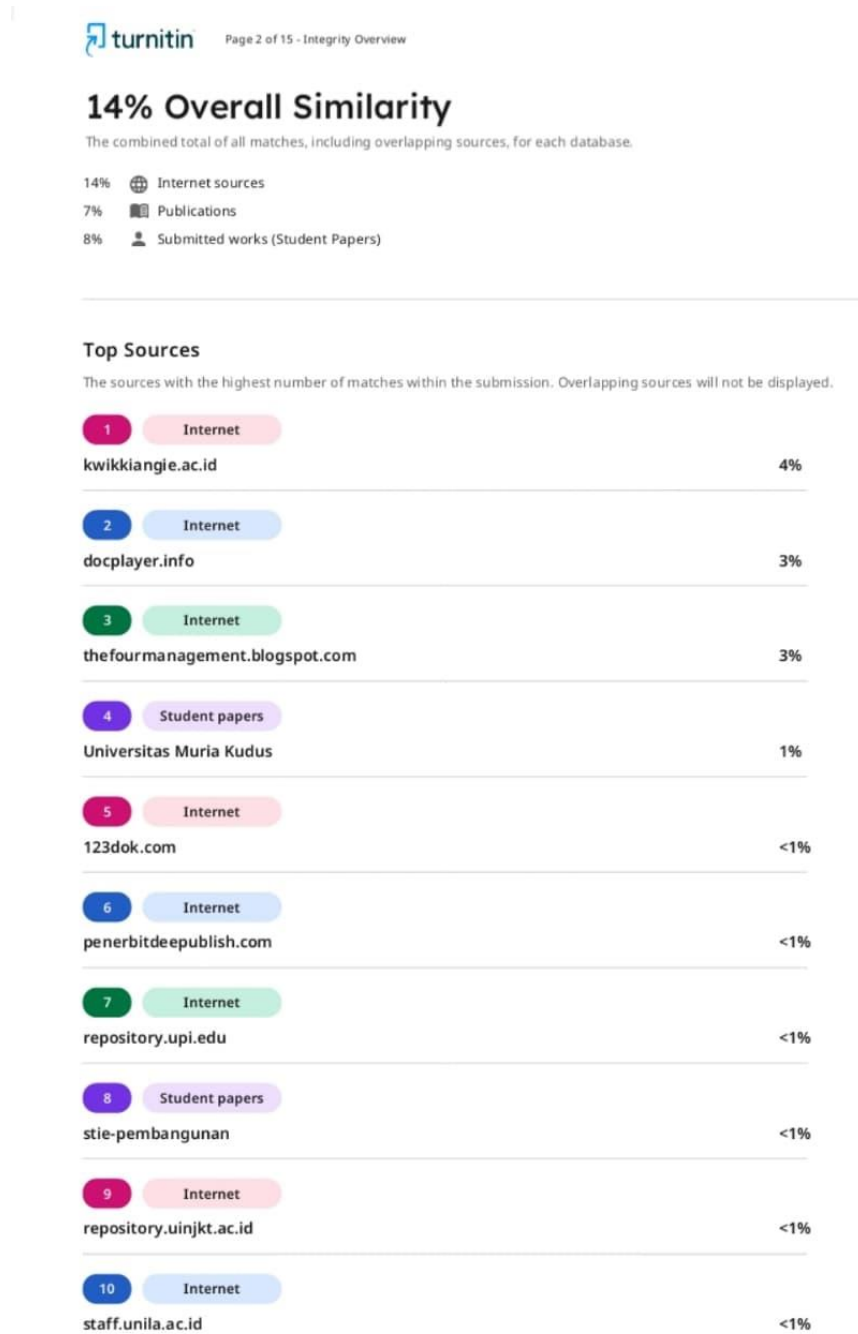 turnitin Page 2 of 15 - Integrity Overview
14% Overall Similarity
The combined total of all matches, including overlapping sources, for each database.
14% Internet sources
7% Publications
8% Submitted works (Student Papers)
Top Sources
The sources with the highest number of matches within the submission. Overlapping sources will not be displayed.
1 Internet
kwikkiangie.ac.id 4%
2 Internet
docplayer.info 3%
3 Internet
thefourmanagement.blogspot.com 3%
4 Student papers
Universitas Muria Kudus 1%
5 Internet
123dok.com <1%
6 Internet
penerbitdeepublish.com <1%
7 Internet
repository.upi.edu <1%
8 Student papers
stie-pembangunan <1%
9 Internet
repository.uinjkt.ac.id <1%
10 Internet
staff.unila.ac.id <1%